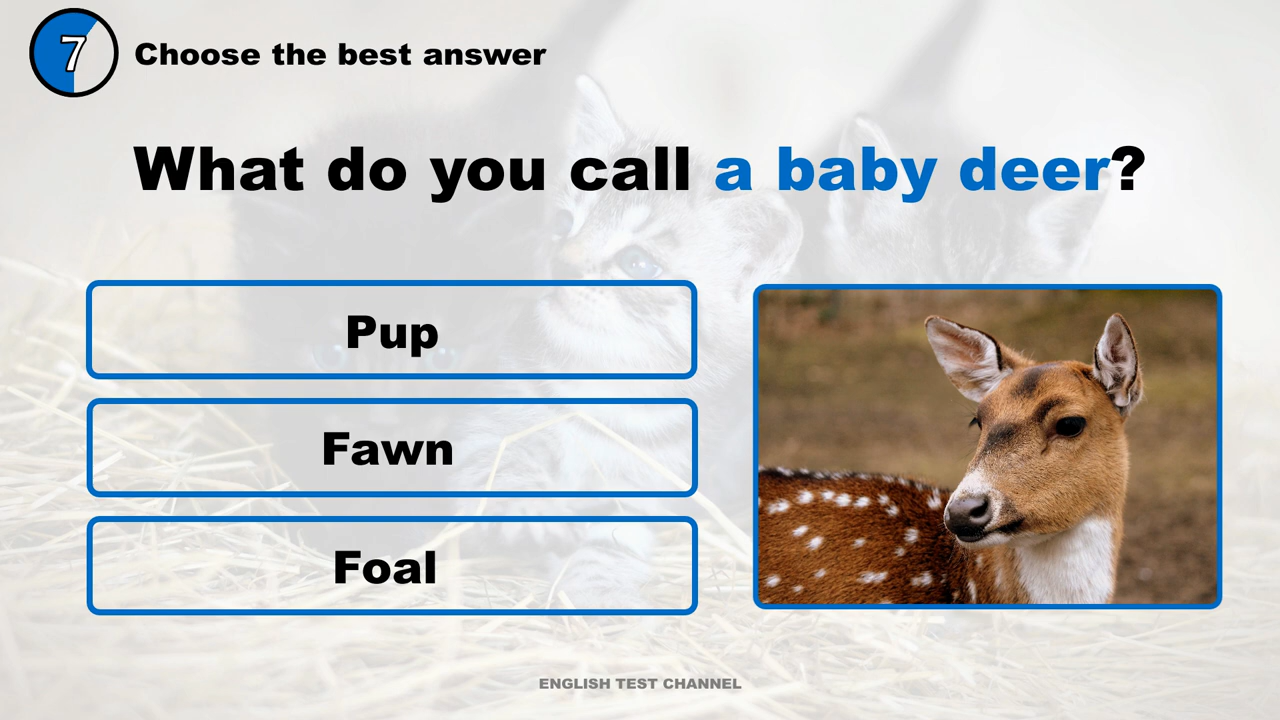 7
Choose the best answer
What do you call a baby deer?
Pup
Fawn
Foal
ENGLISH TEST CHANNEL